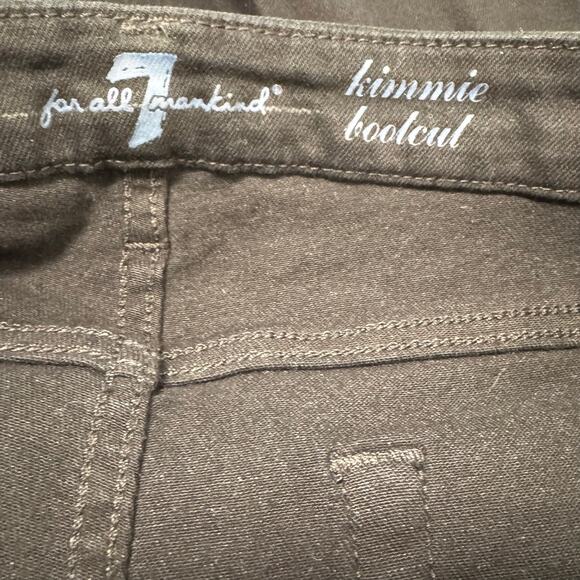 for all 7 mankind®
kimmie
bootcut